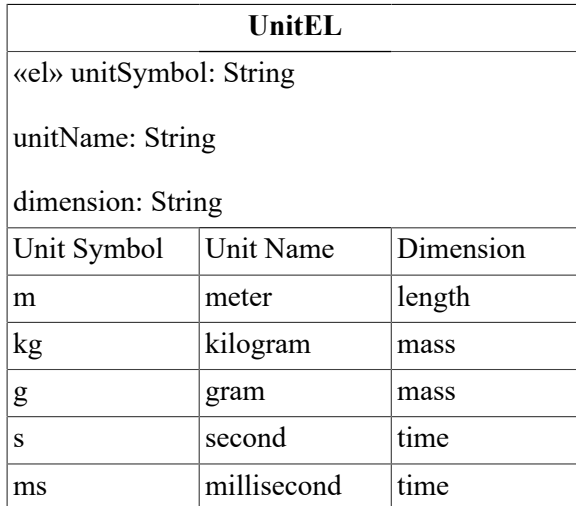 UnitEL
«el» unitSymbol: String
unitName: String
dimension: String
Unit Symbol Unit Name Dimension
m meter length
kg kilogram mass
g gram mass
s second time
ms millisecond time